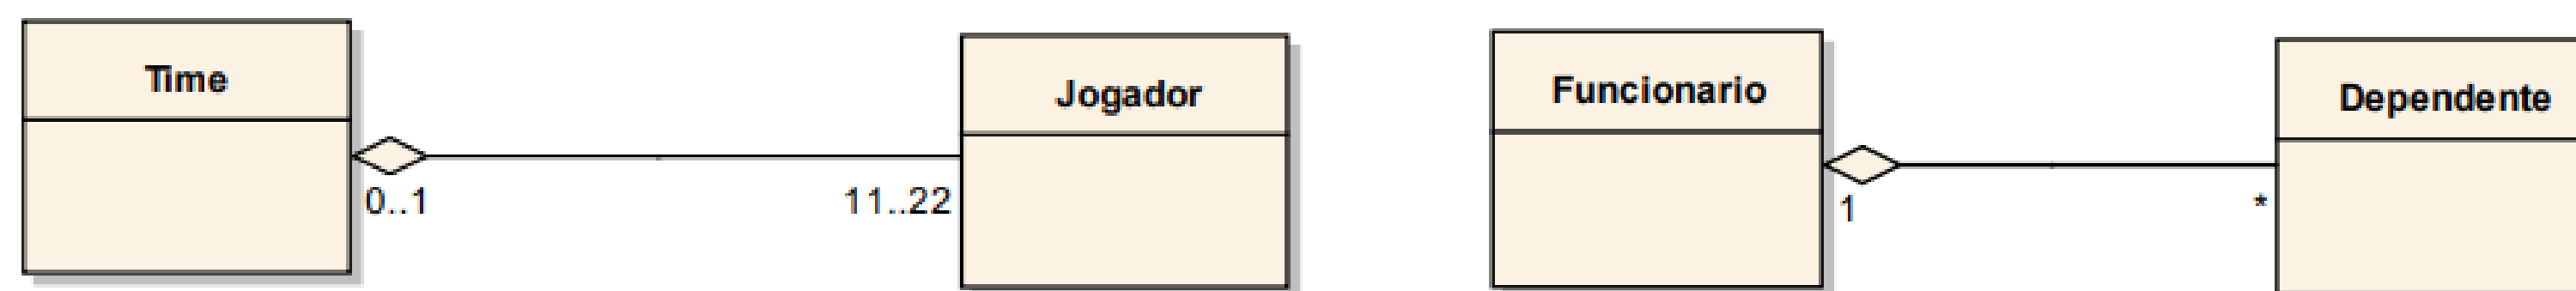 Time
Jogador
Funcionario
Dependente
0..1
11..22
1
*